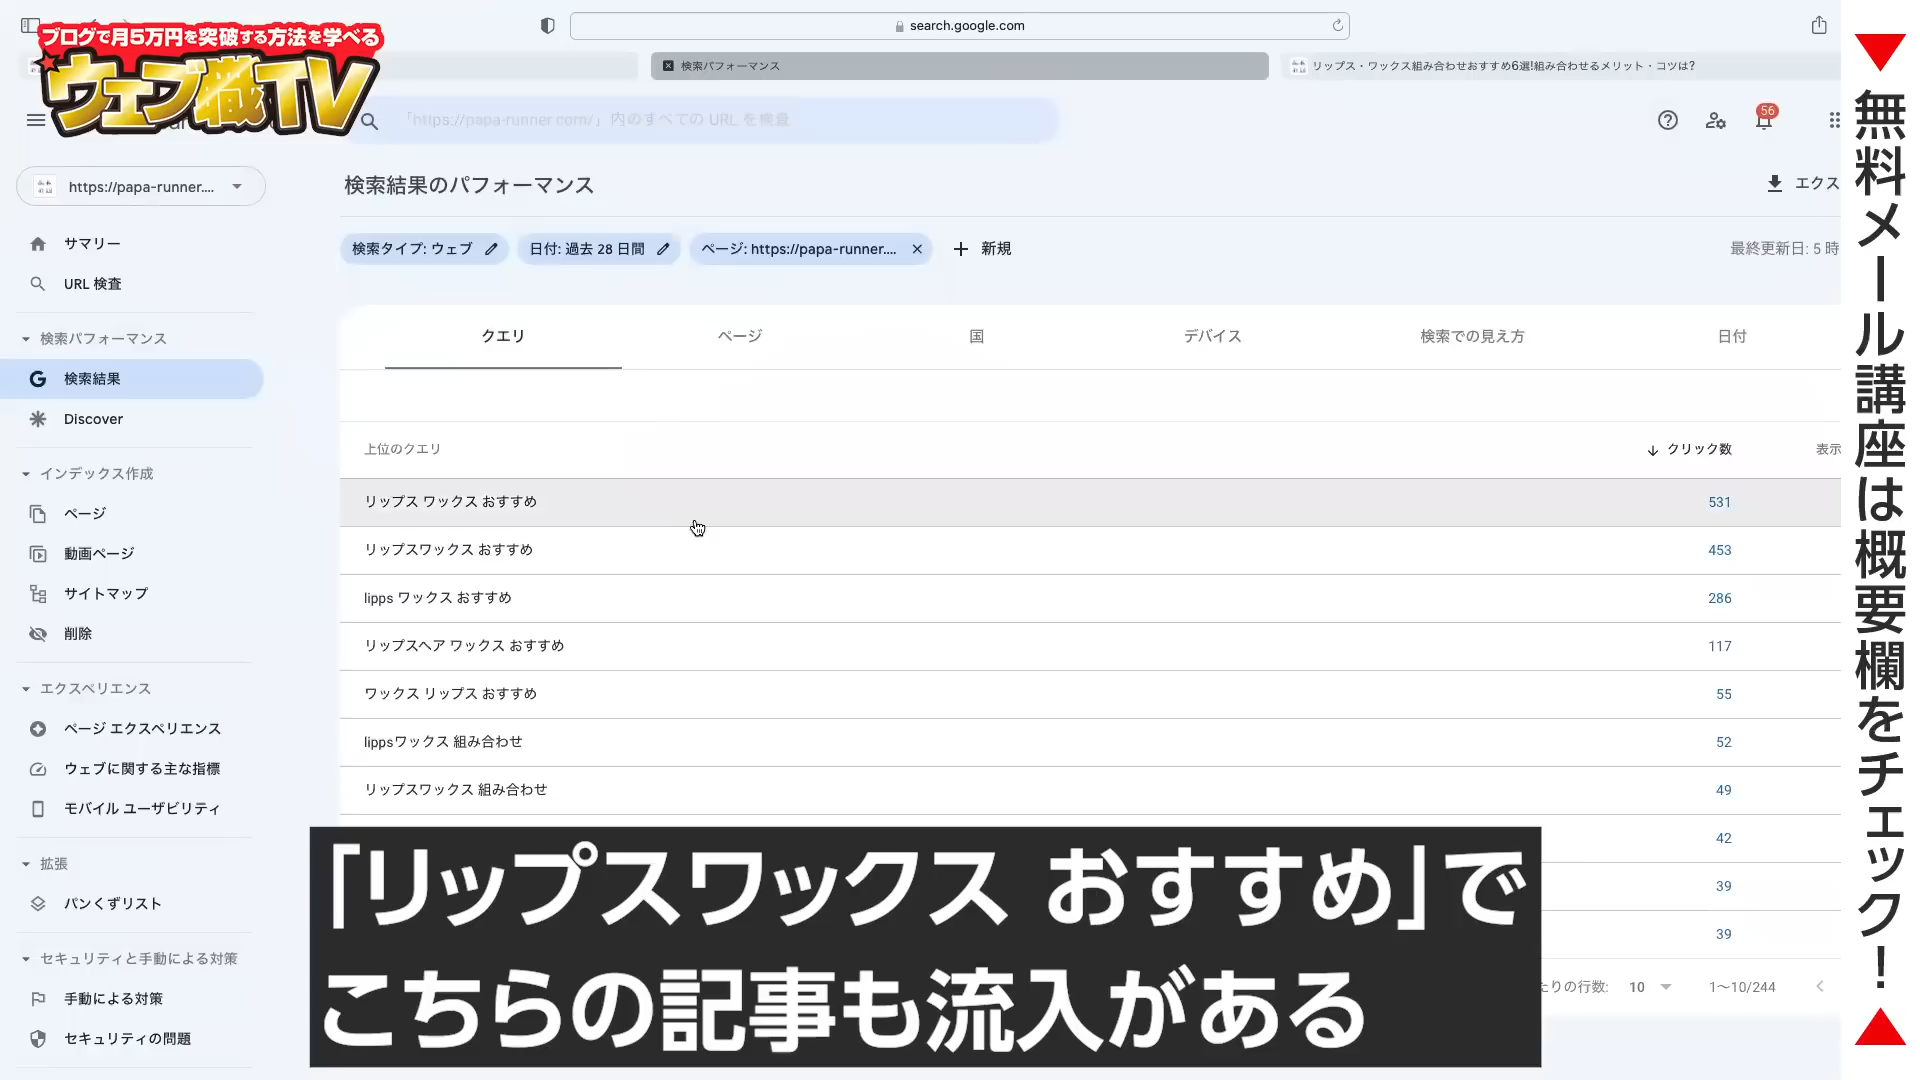 ブログで月5万円を突破する方法を学べる
ウェブ職TV
search.google.com
検索パフォーマンス
リップス・ワックス組み合わせおすすめ6選!組み合わせるメリット・コツは?
「https://papa-runner.com/」内のすべての URL を検査
56
https://papa-runner....
検索結果のパフォーマンス
エクス
検索タイプ: ウェブ
日付: 過去 28 日間
ページ: https://papa-runner....
新規
最終更新日: 5 時
サマリー
URL 検査
検索パフォーマンス
検索結果
Discover
インデックス作成
ページ
動画ページ
サイトマップ
削除
エクスペリエンス
ページ エクスペリエンス
ウェブに関する主な指標
モバイル ユーザビリティ
拡張
パンくずリスト
セキュリティと手動による対策
手動による対策
セキュリティの問題
クエリ ページ 国 デバイス 検索での見え方 日付
上位のクエリ クリック数 表示
リップス ワックス おすすめ 531
リップスワックス おすすめ 453
lipps ワックス おすすめ 286
リップスヘア ワックス おすすめ 117
ワックス リップス おすすめ 55
lippsワックス 組み合わせ 52
リップスワックス 組み合わせ 49
42
39
39
たりの行数: 10 1～10/244
「リップスワックス おすすめ」で
こちらの記事も流入がある
無料メール講座は概要欄をチェック!